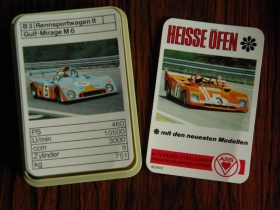 B 3 Rennsportwagen II
Gulf-Mirage M 6
5
PS 460
U/min 10500
ccm 3000
Zylinder 8
kg 751
HEISSE ÖFEN
mit den neuesten Modellen
ASS